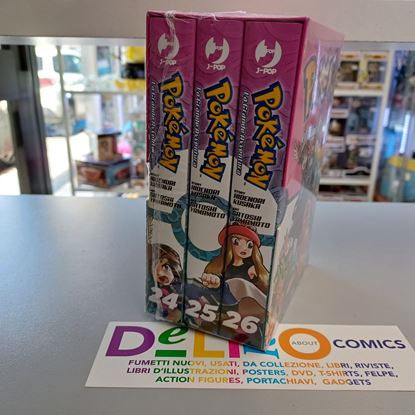 J-POP
J-POP
J-POP
POKÉMON
La Grande Avventura
POKÉMON
La Grande Avventura
POKÉMON
La Grande Avventura
HIDENORI
KUSAKA
SATOSHI
YAMAMOTO
HIDENORI
KUSAKA
SATOSHI
YAMAMOTO
HIDENORI
KUSAKA
SATOSHI
YAMAMOTO
24
25
26
ABOUT COMICS
FUMETTI NUOVI, USATI, DA COLLEZIONE, LIBRI, RIVISTE,
LIBRI D'ILLUSTRAZIONI, POSTERS, DVD, T-SHIRTS, FELPE,
ACTION FIGURES, PORTACHIAVI, GADGETS